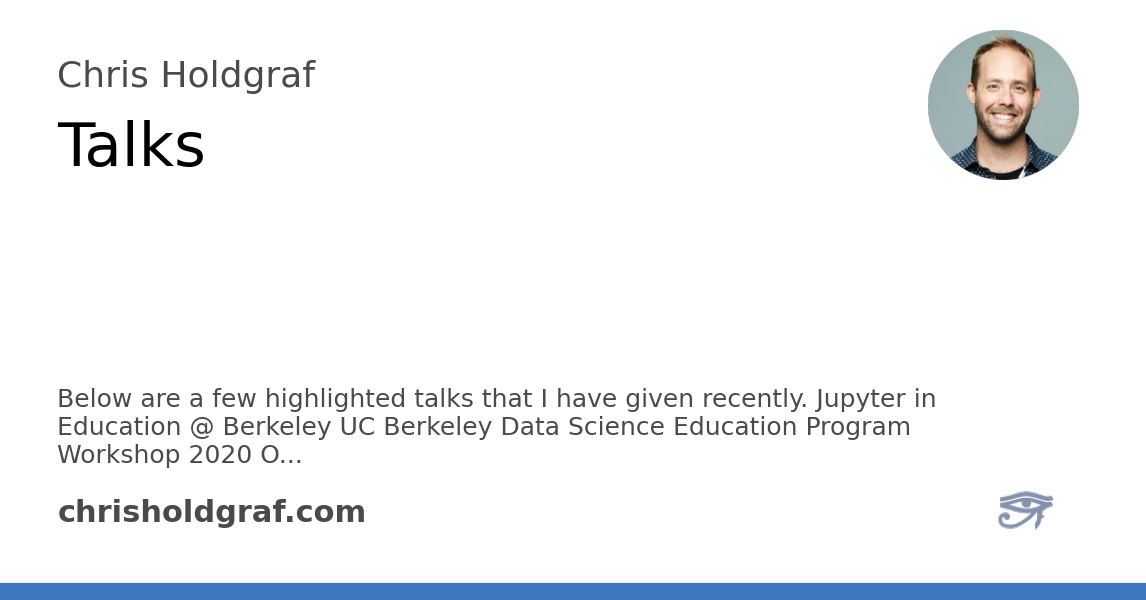 Chris Holdgraf
Talks
Below are a few highlighted talks that I have given recently. Jupyter in
Education @ Berkeley UC Berkeley Data Science Education Program
Workshop 2020 O...
chrisholdgraf.com